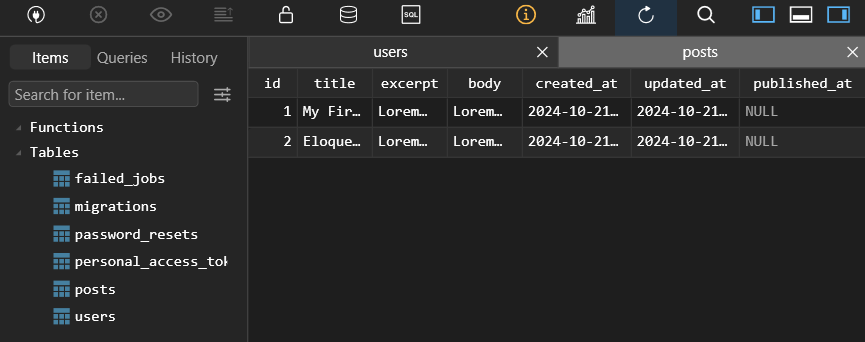 SQL
users
posts
Items Queries History
Search for item...
id title excerpt body created_at updated_at published_at
1 My Fir… Lorem… Lorem… 2024-10-21… 2024-10-21… NULL
2 Eloque… Lorem… Lorem… 2024-10-21… 2024-10-21… NULL
Functions
Tables
failed_jobs
migrations
password_resets
personal_access_tok
posts
users